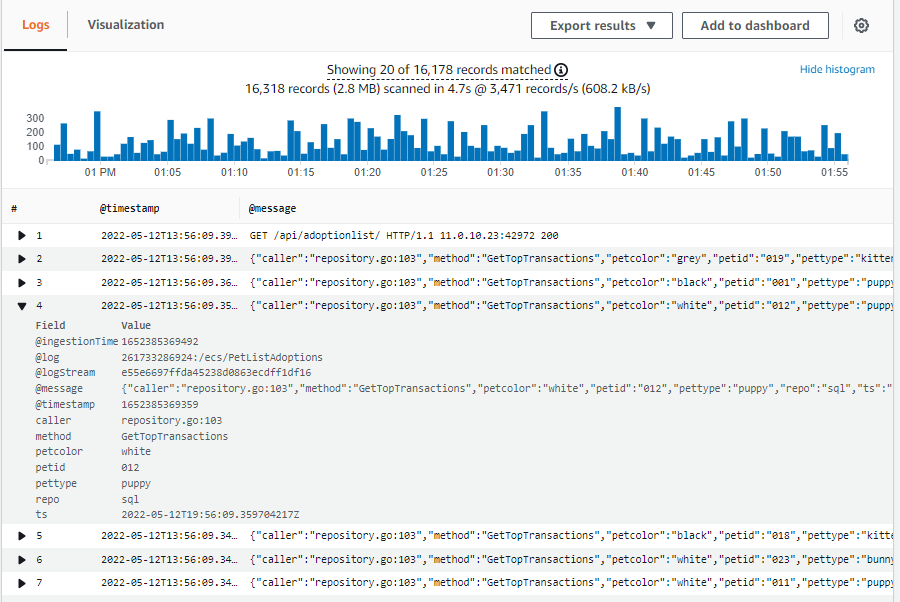 Logs Visualization Export results ▼ Add to dashboard
Showing 20 of 16,178 records matched
Hide histogram
16,318 records (2.8 MB) scanned in 4.7s @ 3,471 records/s (608.2 kB/s)
300
200
100
0
01 PM 01:05 01:10 01:15 01:20 01:25 01:30 01:35 01:40 01:45 01:50 01:55
# @timestamp @message
1 2022-05-12T13:56:09.39… GET /api/adoptionlist/ HTTP/1.1 11.0.10.23:42972 200
2 2022-05-12T13:56:09.39… {"caller":"repository.go:103","method":"GetTopTransactions","petcolor":"grey","petid":"019","pettype":"kitten
3 2022-05-12T13:56:09.36… {"caller":"repository.go:103","method":"GetTopTransactions","petcolor":"black","petid":"001","pettype":"puppy
4 2022-05-12T13:56:09.35… {"caller":"repository.go:103","method":"GetTopTransactions","petcolor":"white","petid":"012","pettype":"puppy
Field Value
@ingestionTime 1652385369492
@log 261733286924:/ecs/PetListAdoptions
@logStream e55e6697ffda45238d0863ecdff1df16
@message {"caller":"repository.go:103","method":"GetTopTransactions","petcolor":"white","petid":"012","pettype":"puppy","repo":"sql","ts":"
@timestamp 1652385369359
caller repository.go:103
method GetTopTransactions
petcolor white
petid 012
pettype puppy
repo sql
ts 2022-05-12T19:56:09.359704217Z
5 2022-05-12T13:56:09.34… {"caller":"repository.go:103","method":"GetTopTransactions","petcolor":"black","petid":"018","pettype":"kitte
6 2022-05-12T13:56:09.34… {"caller":"repository.go:103","method":"GetTopTransactions","petcolor":"white","petid":"023","pettype":"bunny
7 2022-05-12T13:56:09.34… {"caller":"repository.go:103","method":"GetTopTransactions","petcolor":"white","petid":"011","pettype":"puppy